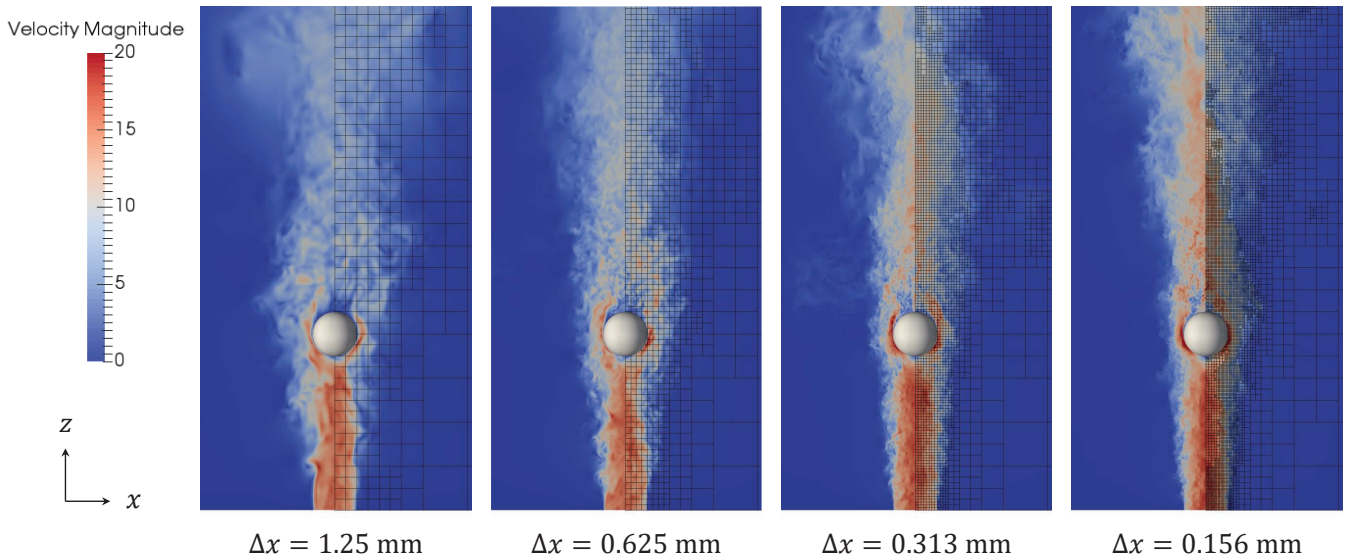 Velocity Magnitude
20
15
10
5
0
z
x
Δx = 1.25 mm
Δx = 0.625 mm
Δx = 0.313 mm
Δx = 0.156 mm